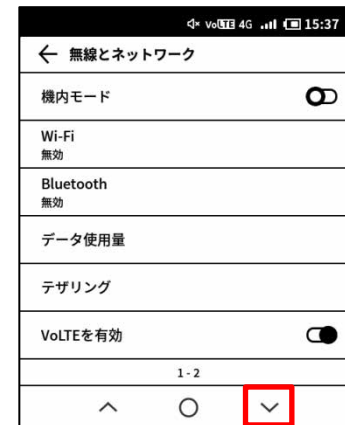 VoLTE 4G 15:37
無線とネットワーク
機内モード
Wi-Fi
無効
Bluetooth
無効
データ使用量
テザリング
VoLTEを有効
1 - 2